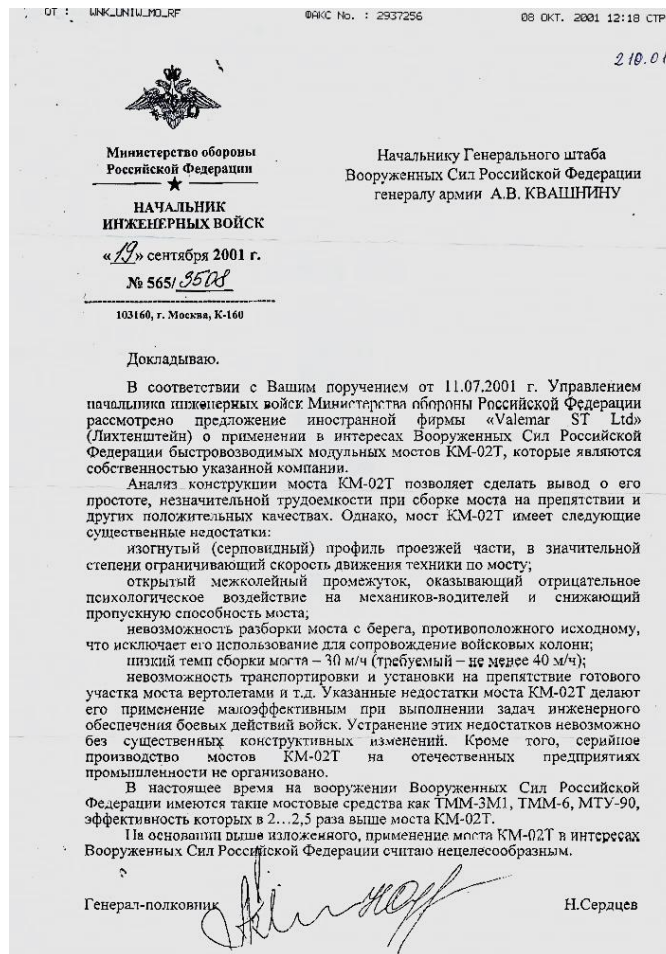 ОТ : WNK_UNIW_MO_RF ФАКС No. : 2937256 08 ОКТ. 2001 12:18 СТР
Министерство обороны
Российской Федерации
НАЧАЛЬНИК
ИНЖЕНЕРНЫХ ВОЙСК
«19» сентября 2001 г.
№ 565/3508
103160, г. Москва, К-160
Начальнику Генерального штаба
Вооруженных Сил Российской Федерации
генералу армии А.В. КВАШНИНУ
Докладываю.
В соответствии с Вашим поручением от 11.07.2001 г. Управлением
начальника инженерных войск Министерства обороны Российской Федерации
рассмотрено предложение иностранной фирмы «Valemar ST Ltd»
(Лихтенштейн) о применении в интересах Вооруженных Сил Российской
Федерации быстровозводимых модульных мостов КМ-02Т, которые являются
собственностью указанной компании.
Анализ конструкции моста КМ-02Т позволяет сделать вывод о его
простоте, незначительной трудоемкости при сборке моста на препятствии и
других положительных качествах. Однако, мост КМ-02Т имеет следующие
существенные недостатки:
изогнутый (серповидный) профиль проезжей части, в значительной
степени ограничивающий скорость движения техники по мосту;
открытый межколейный промежуток, оказывающий отрицательное
психологическое воздействие на механиков-водителей и снижающий
пропускную способность моста;
невозможность разборки моста с берега, противоположного исходному,
что исключает его использование для сопровождения войсковых колонн;
низкий темп сборки моста – 30 м/ч (требуемый – не менее 40 м/ч);
невозможность транспортировки и установки на препятствие готового
участка моста вертолетами и т.д. Указанные недостатки моста КМ-02Т делают
его применение малоэффективным при выполнении задач инженерного
обеспечения боевых действий войск. Устранение этих недостатков невозможно
без существенных конструктивных изменений. Кроме того, серийное
производство мостов КМ-02Т на отечественных предприятиях
промышленности не организовано.
В настоящее время на вооружении Вооруженных Сил Российской
Федерации имеются такие мостовые средства как ТММ-3М1, ТММ-6, МТУ-90,
эффективность которых в 2...2,5 раза выше моста КМ-02Т.
На основании выше изложенного, применение моста КМ-02Т в интересах
Вооруженных Сил Российской Федерации считаю нецелесообразным.
Генерал-полковник Н.Сердцев